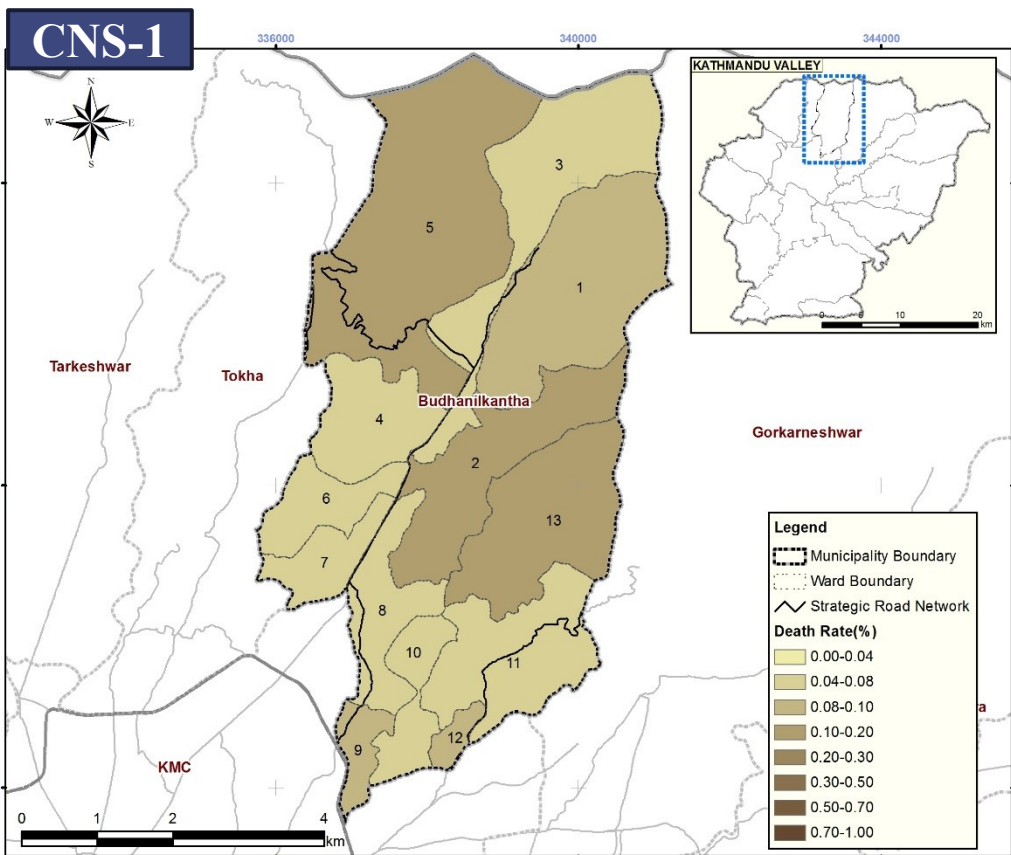 CNS-1
336000
340000
344000
N
W
E
S
KATHMANDU VALLEY
0
5
10
20
km
3
5
1
Tarkeshwar
Tokha
Budhanilkantha
4
Gorkarneshwar
2
6
13
7
8
10
11
9
12
KMC
Legend
Municipality Boundary
Ward Boundary
Strategic Road Network
Death Rate(%)
0.00-0.04
0.04-0.08
0.08-0.10
0.10-0.20
0.20-0.30
0.30-0.50
0.50-0.70
0.70-1.00
0
1
2
4
km